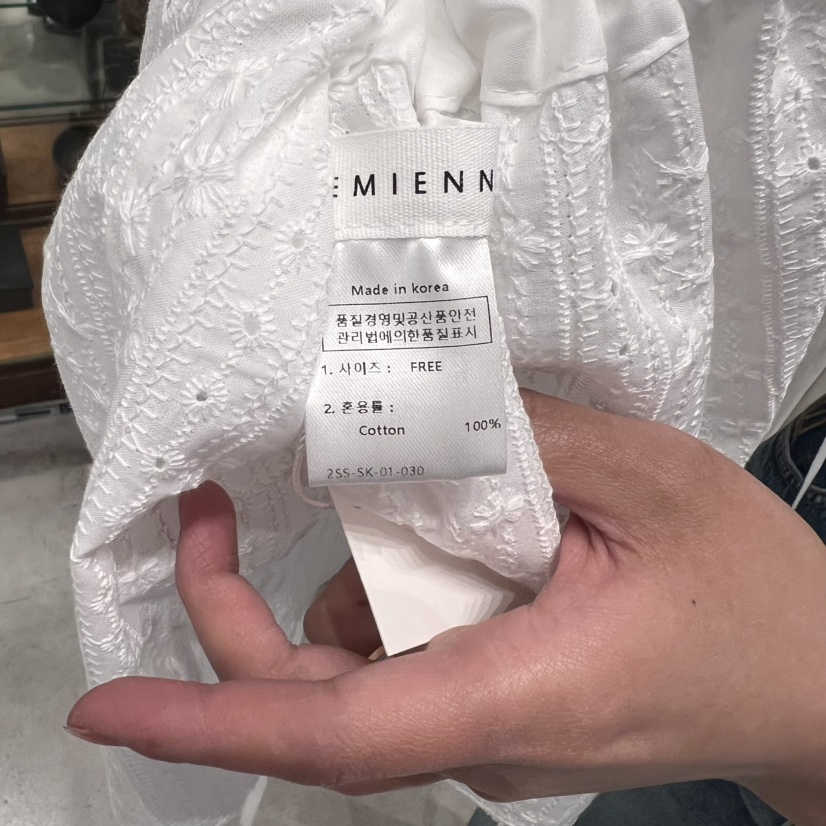 EMIENN
Made in korea
품질경영및공산품안전
관리법에의한품질표시
1. 사이즈 : FREE
2. 혼용률 :
Cotton 100%
2SS-SK-01-030